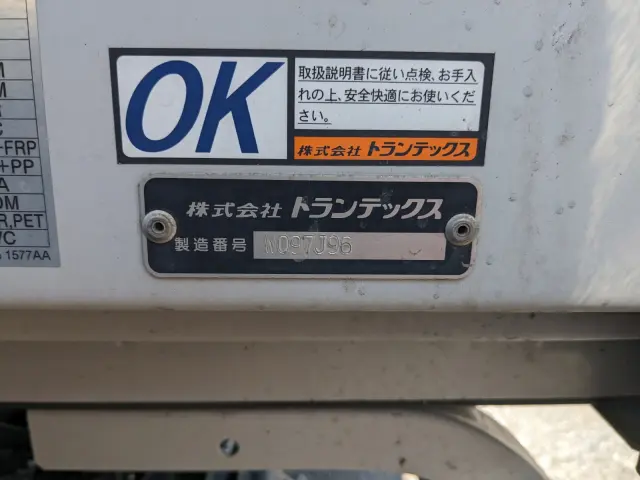 M
M
C
+FRP
+PP
A
OM
R,PET
VC
1577AA
OK
取扱説明書に従い点検、お手入
れの上、安全快適にお使いくだ
さい。
株式会社 トランテックス
株式会社 トランテックス
製造番号 W097J96